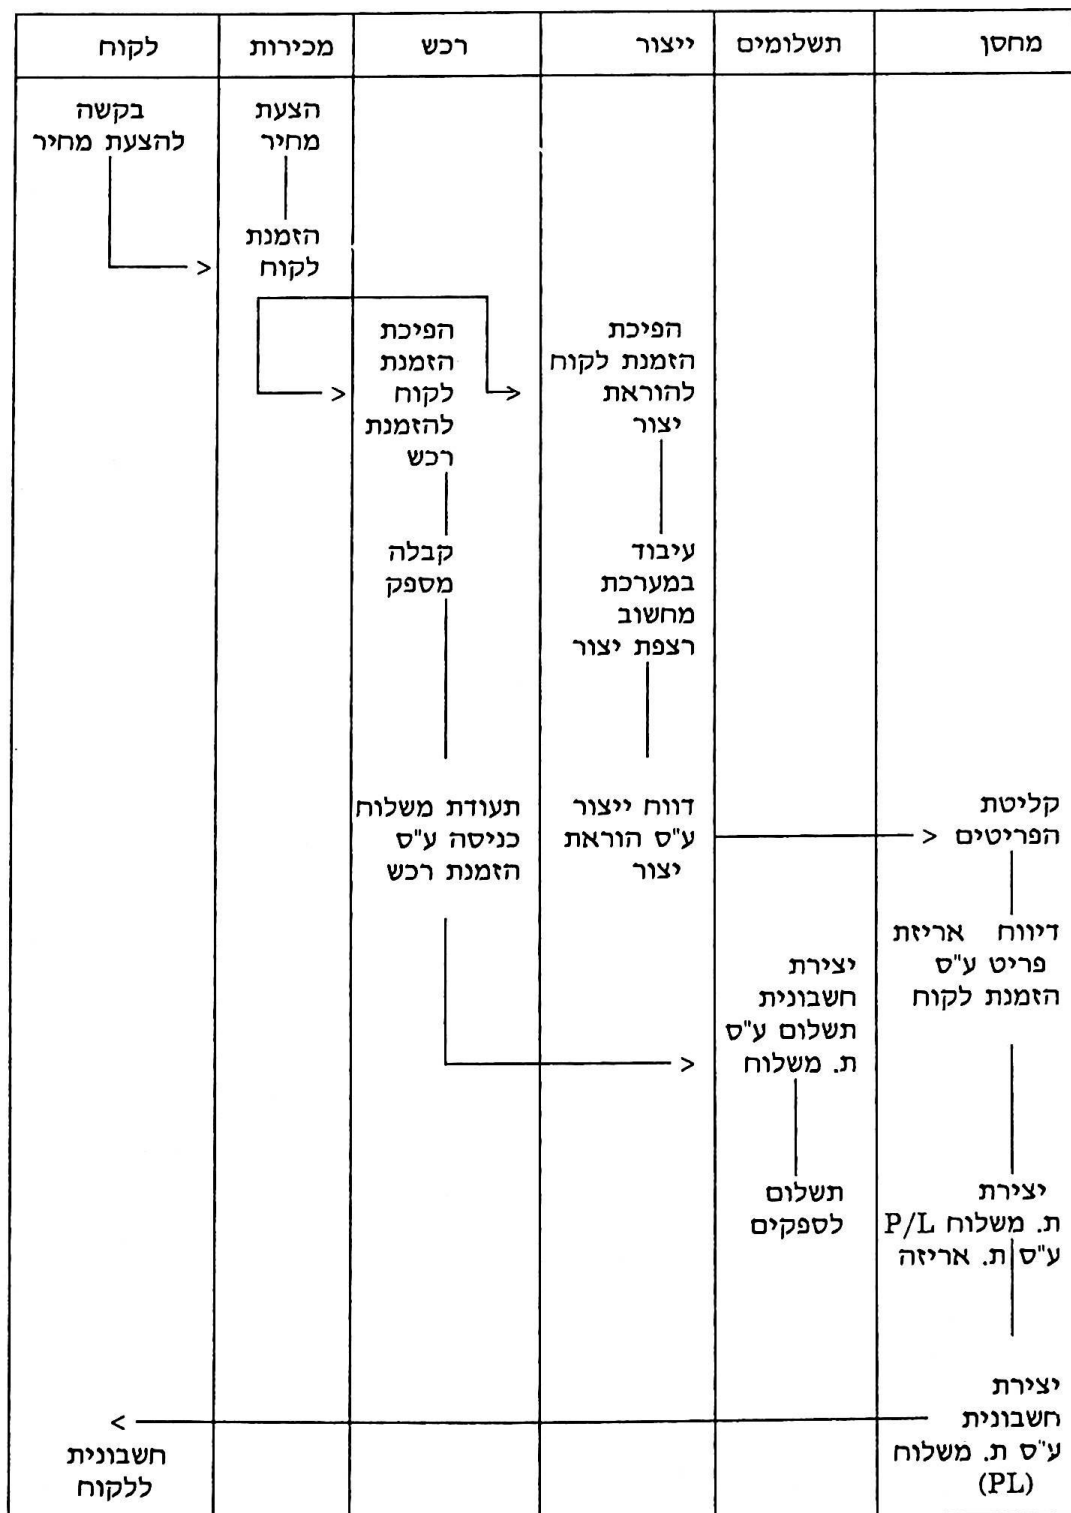 לקוח
מכירות
רכש
ייצור
תשלומים
מחסן
בקשה
להצעת מחיר
הצעת
מחיר
הזמנת
לקוח
הפיכת
הזמנת
לקוח
להזמנת
רכש
קבלה
מספק
תעודת משלוח
כניסה ע"ס
הזמנת רכש
הפיכת
הזמנת לקוח
להוראת
יצור
עיבוד
במערכת
מחשוב
רצפת יצור
דווח ייצור
ע"ס הוראת
יצור
יצירת
חשבונית
תשלום ע"ס
ת. משלוח
תשלום
לספקים
קליטת
הפריטים
דיווח אריזת
פריט ע"ס
הזמנת לקוח
יצירת
ת. משלוח P/L
ע"ס ת. אריזה
יצירת
חשבונית
ע"ס ת. משלוח
(PL)
חשבונית
ללקוח